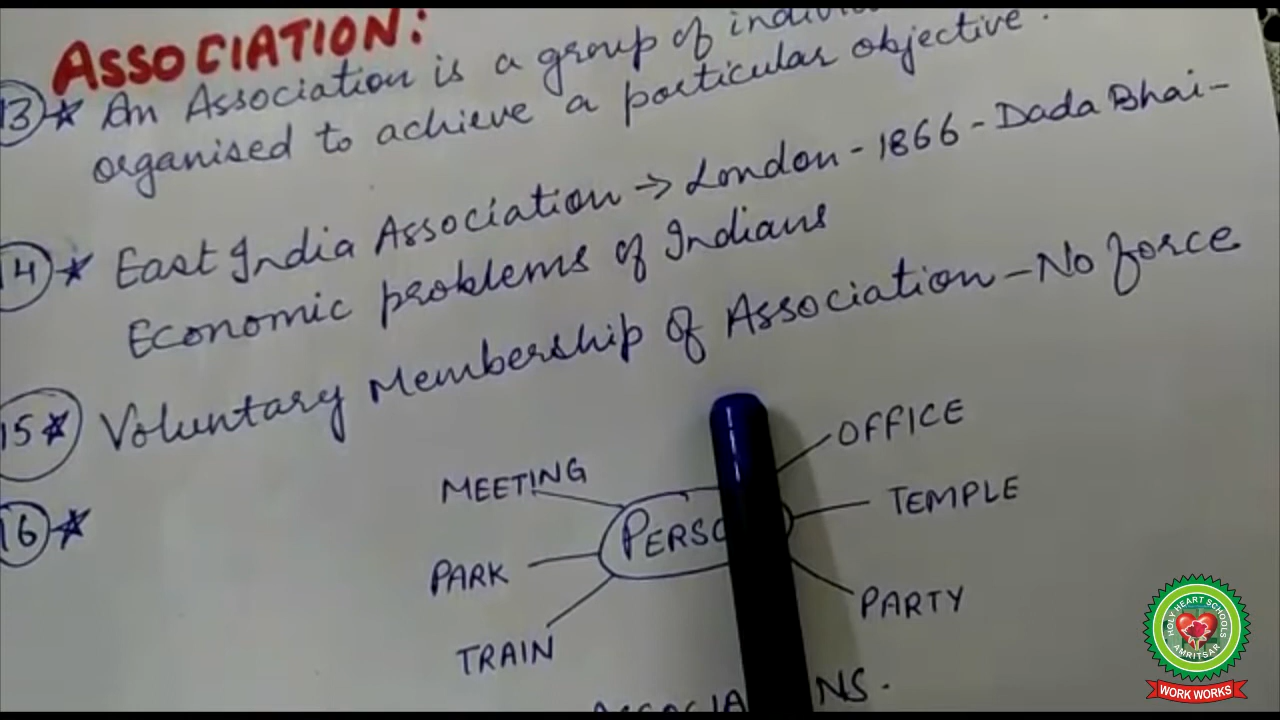 ASSOCIATION:
13 ★ An Association is a group of
organised to achieve a particular objective.
14 ★ East India Association → London - 1866 - Dada Bhai -
Economic problems of Indians
15 ★ Voluntary Membership of Association - No force
MEETING
OFFICE
TEMPLE
PARK
PARTY
TRAIN
16 ★
HOLY HEART SCHOOLS
AMRITSAR
WORK WORKS